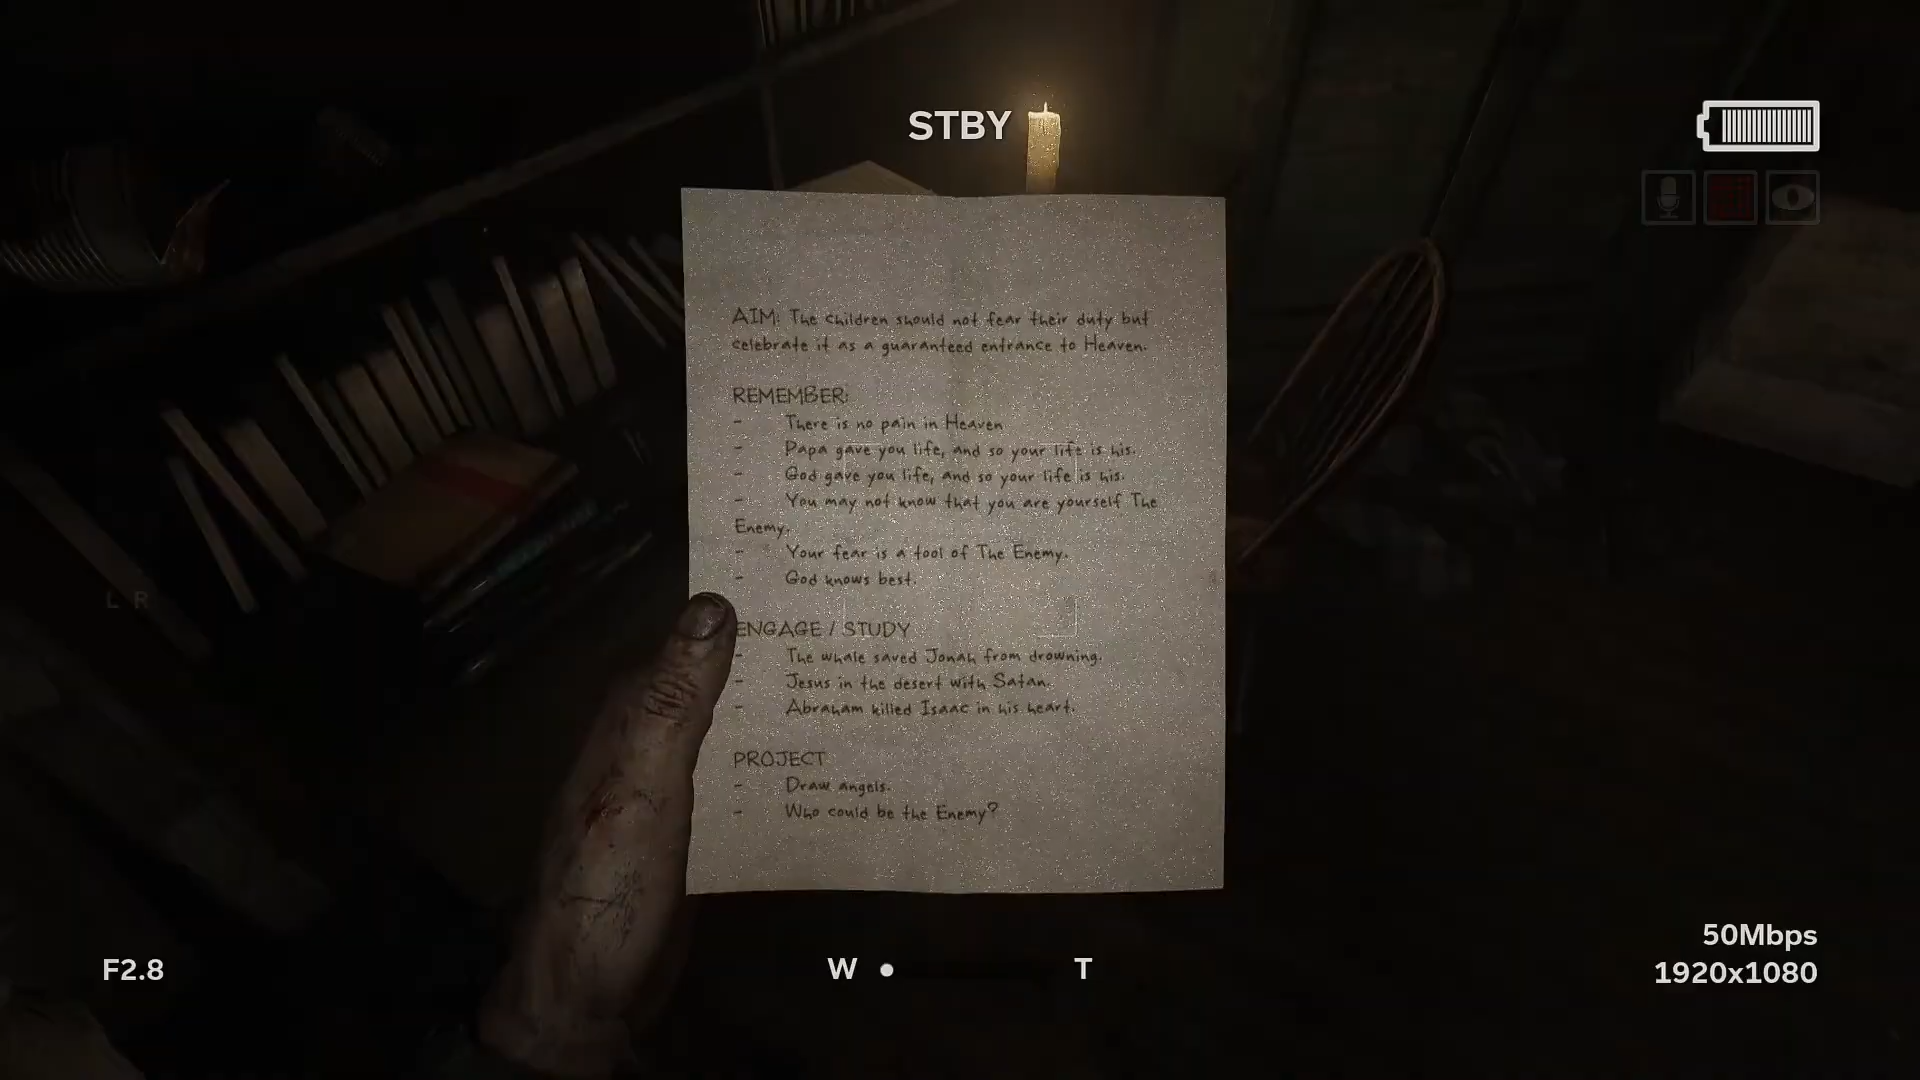 STBY
AIM: The children should not fear their duty but
celebrate it as a guaranteed entrance to Heaven.
REMEMBER:
- There is no pain in Heaven
- Papa gave you life, and so your life is his.
- God gave you life, and so your life is his.
- You may not know that you are yourself The
Enemy.
- Your fear is a tool of The Enemy.
- God knows best.
L R
ENGAGE / STUDY
- The whale saved Jonah from drowning.
- Jesus in the desert with Satan.
- Abraham killed Isaac in his heart.
PROJECT
- Draw angels.
- Who could be the Enemy?
F2.8
W T
50Mbps
1920x1080